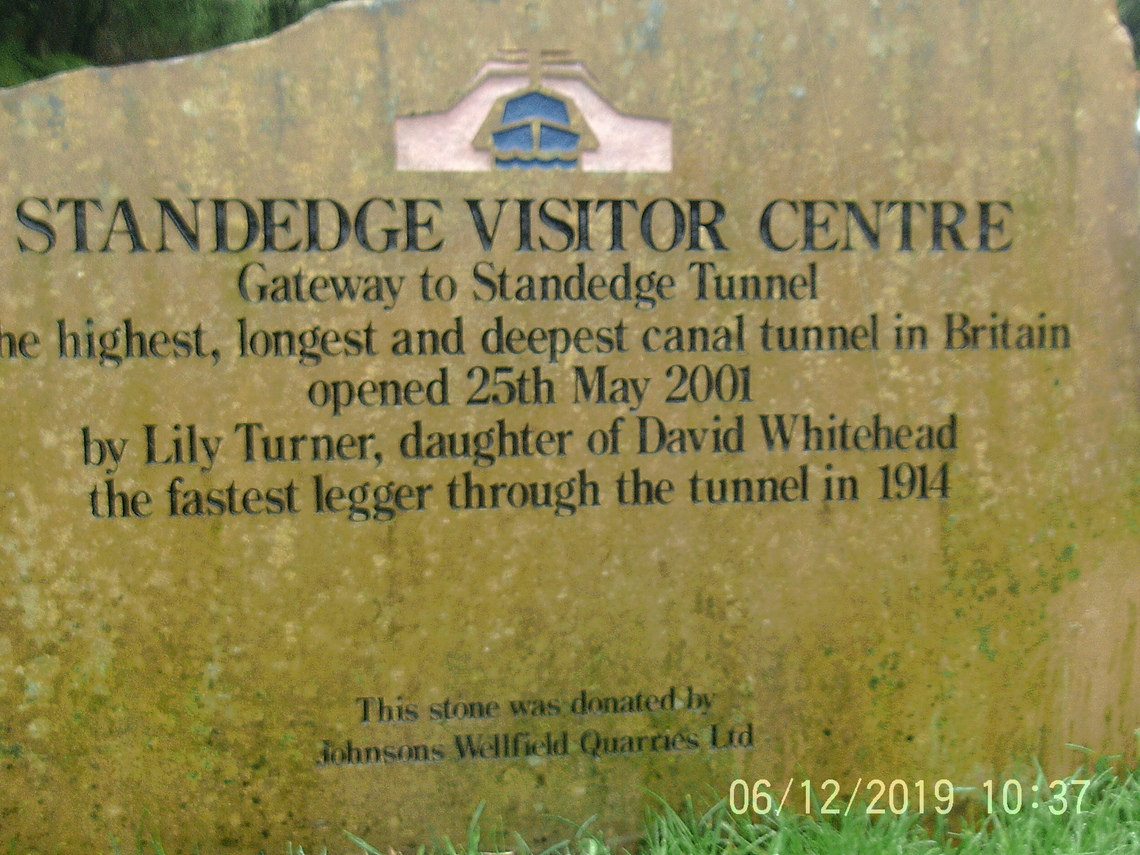 STANDEDGE VISITOR CENTRE
Gateway to Standedge Tunnel
he highest, longest and deepest canal tunnel in Britain
opened 25th May 2001
by Lily Turner, daughter of David Whitehead
the fastest legger through the tunnel in 1914
This stone was donated by
Johnsons Wellfield Quarries Ltd
06/12/2019 10:37